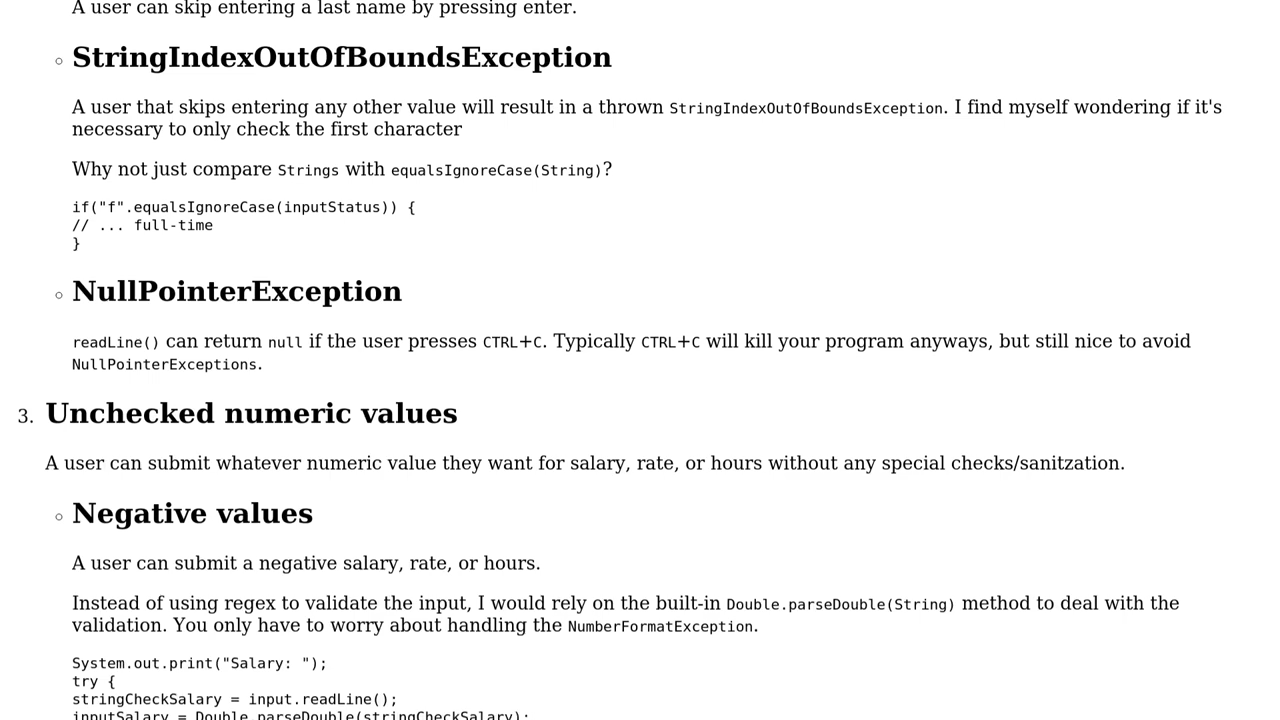 A user can skip entering a last name by pressing enter.
StringIndexOutOfBoundsException
A user that skips entering any other value will result in a thrown StringIndexOutOfBoundsException. I find myself wondering if it's
necessary to only check the first character
Why not just compare Strings with equalsIgnoreCase(String)?
if("f".equalsIgnoreCase(inputStatus)) {
// ... full-time
}
NullPointerException
readLine() can return null if the user presses CTRL+C. Typically CTRL+C will kill your program anyways, but still nice to avoid
NullPointerExceptions.
3. Unchecked numeric values
A user can submit whatever numeric value they want for salary, rate, or hours without any special checks/sanitzation.
Negative values
A user can submit a negative salary, rate, or hours.
Instead of using regex to validate the input, I would rely on the built-in Double.parseDouble(String) method to deal with the
validation. You only have to worry about handling the NumberFormatException.
System.out.print("Salary: ");
try {
stringCheckSalary = input.readLine();
inputSalary = Double.parseDouble(stringCheckSalary);